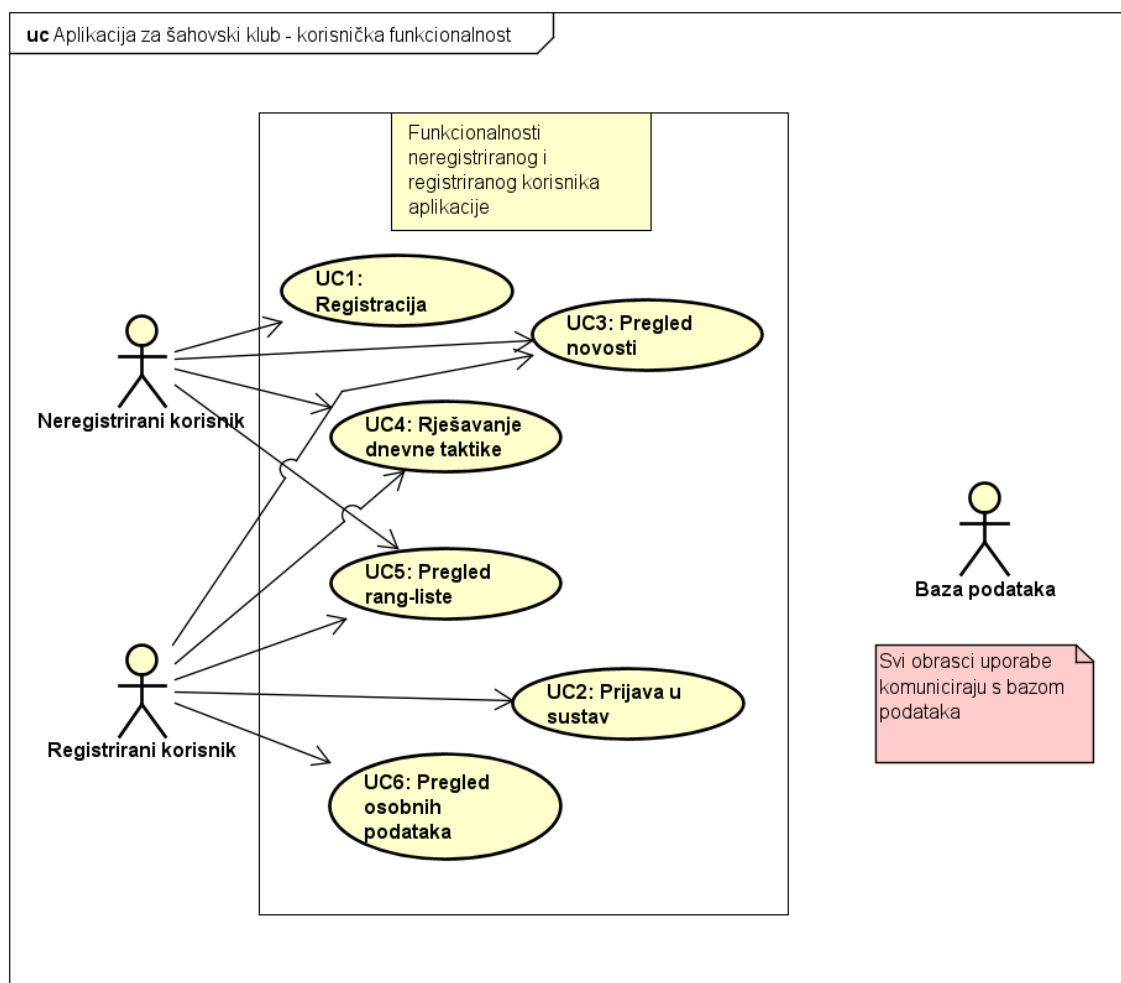 uc Aplikacija za šahovski klub - korisnička funkcionalnost
Funkcionalnosti
neregistriranog i
registriranog korisnika
aplikacije
UC1:
Registracija
UC3: Pregled
novosti
Neregistrirani korisnik
UC4: Rješavanje
dnevne taktike
UC5: Pregled
rang-liste
Baza podataka
Svi obrasci uporabe
komuniciraju s bazom
podataka
UC2: Prijava u
sustav
Registrirani korisnik
UC6: Pregled
osobnih
podataka